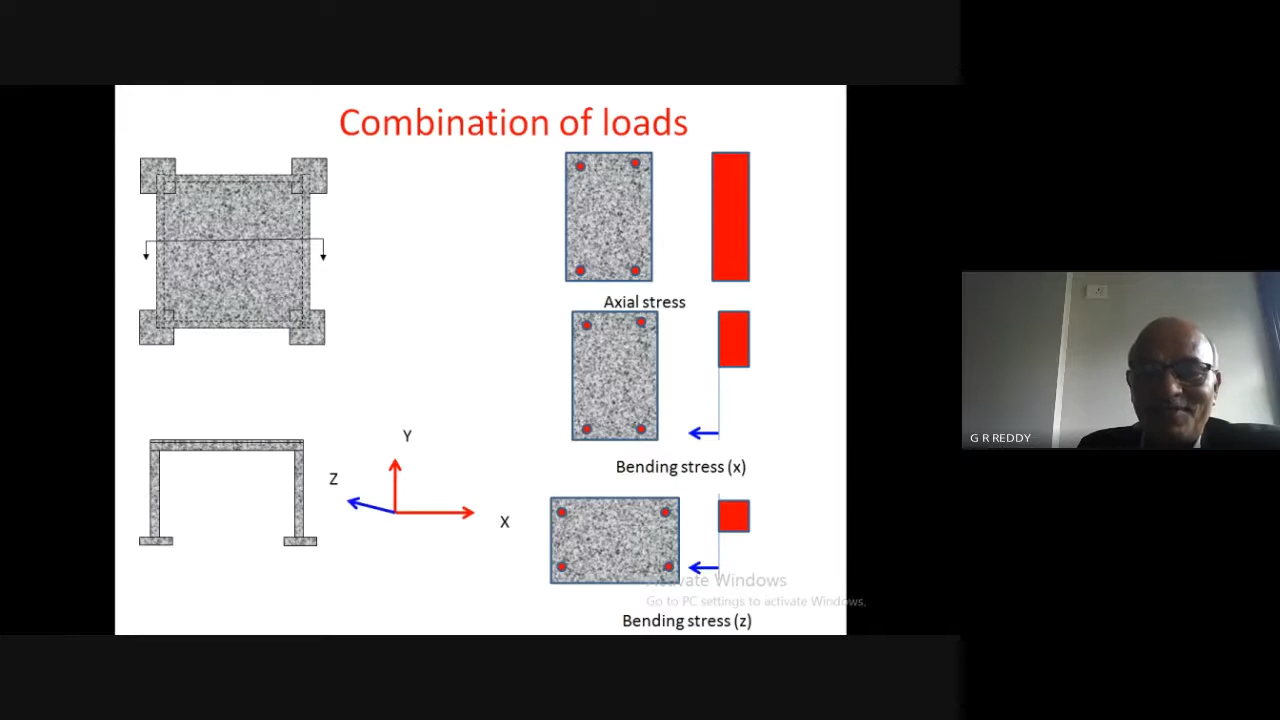 Combination of loads
Axial stress
Y
Bending stress (x)
Z
X
Activate Windows
Go to PC settings to activate Windows.
Bending stress (z)
G R REDDY